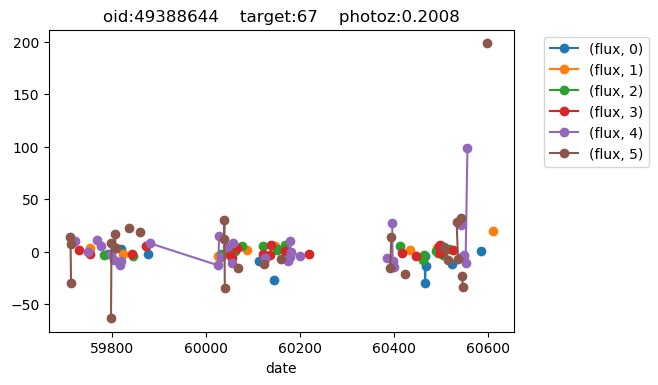 oid:49388644 target:67 photoz:0.2008
200
150
100
50
0
−50
59800 60000 60200 60400 60600
date
(flux, 0)
(flux, 1)
(flux, 2)
(flux, 3)
(flux, 4)
(flux, 5)